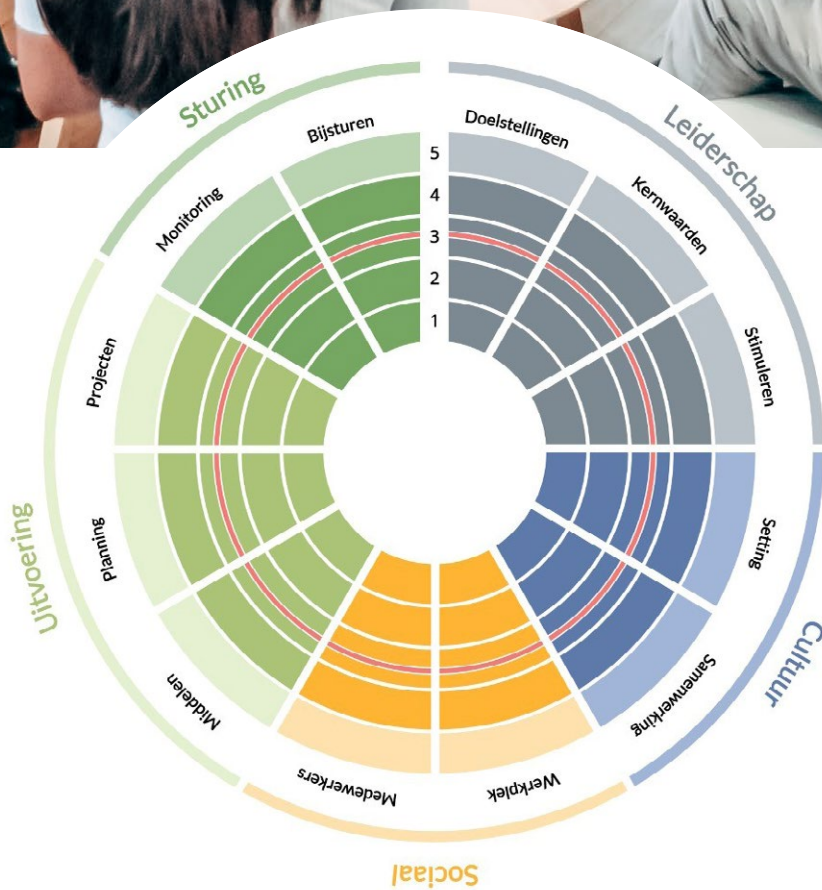 Sturing
Leiderschap
Uitvoering
Cultuur
Sociaal
Bijsturen
Doelstellingen
Monitoring
Kernwaarden
Projecten
Stimuleren
Planning
Setting
Middelen
Samenwerking
Medewerkers
Werkplek
5
4
3
2
1